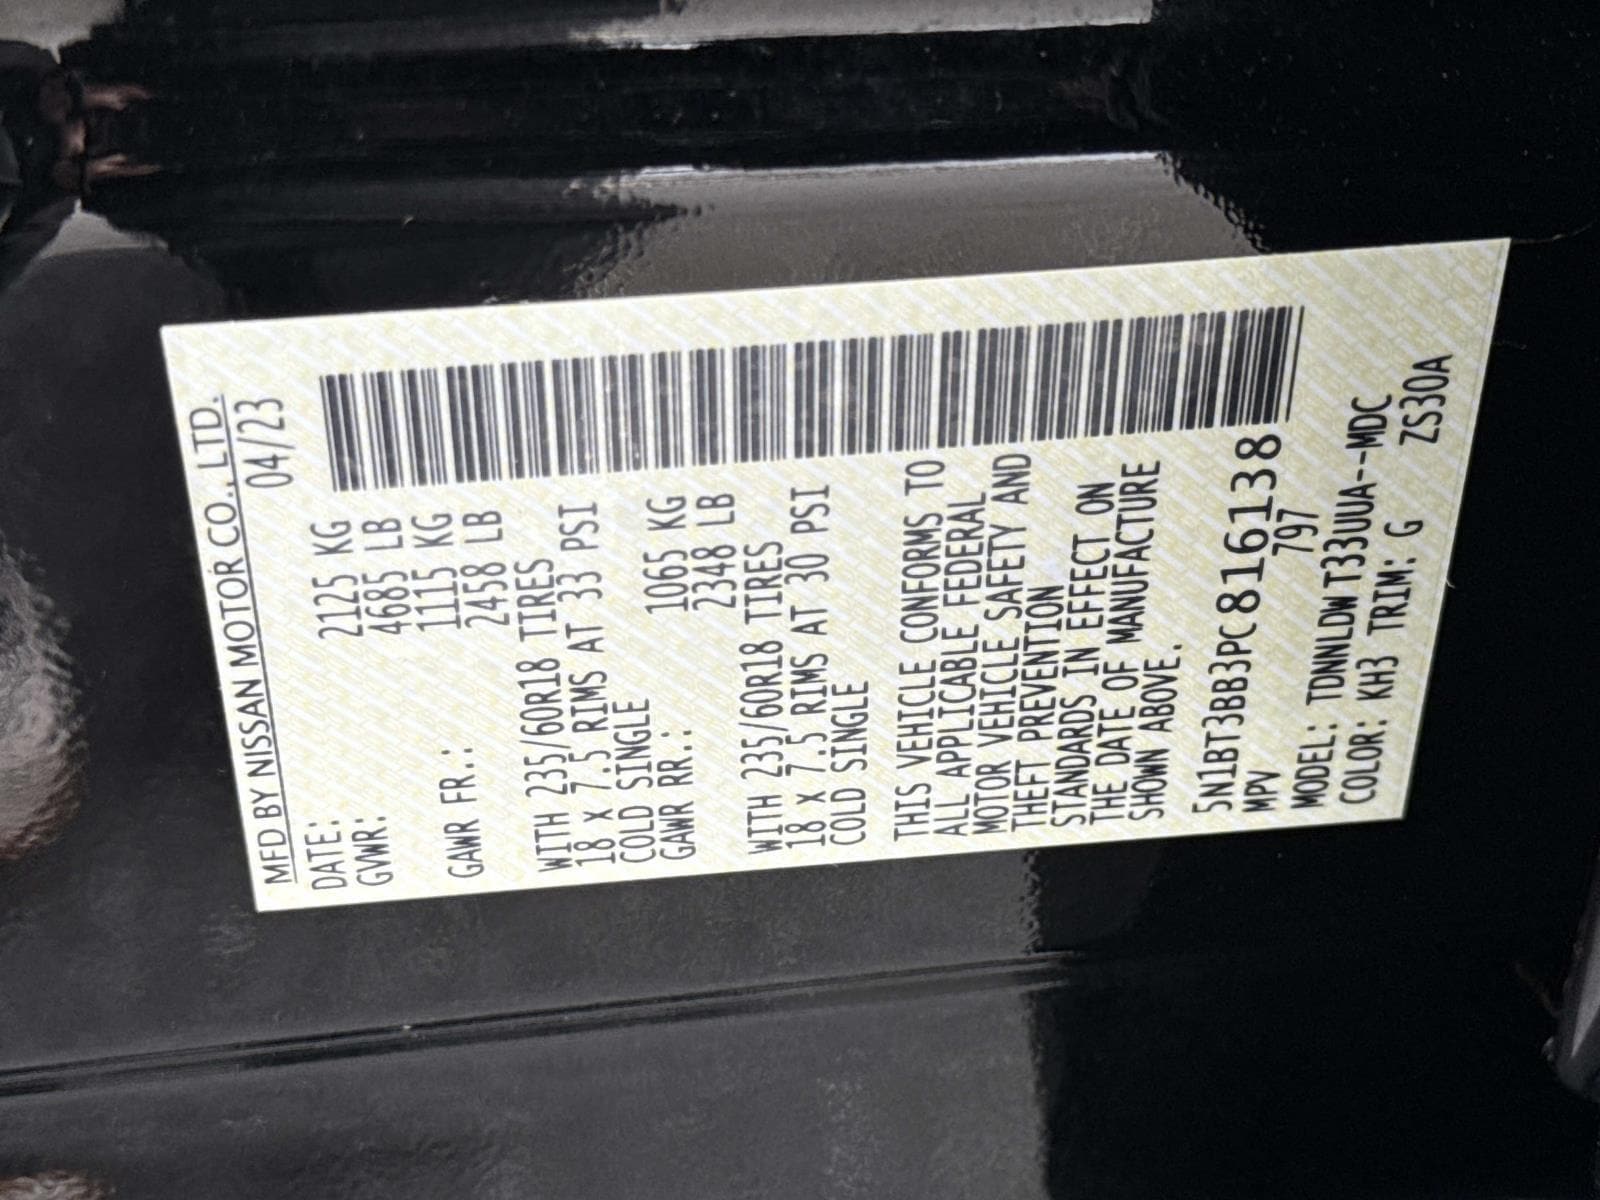 MFD BY NISSAN MOTOR CO., LTD.
DATE: 04/23
GVWR: 2125 KG
4685 LB
GAWR FR.: 1115 KG
2458 LB
WITH 235/60R18 TIRES
18 X 7.5 RIMS AT 33 PSI
COLD SINGLE
GAWR RR.: 1065 KG
2348 LB
WITH 235/60R18 TIRES
18 X 7.5 RIMS AT 30 PSI
COLD SINGLE
THIS VEHICLE CONFORMS TO
ALL APPLICABLE FEDERAL
MOTOR VEHICLE SAFETY AND
THEFT PREVENTION
STANDARDS IN EFFECT ON
THE DATE OF MANUFACTURE
SHOWN ABOVE.
5N1BT3BB3PC816138
MPV 797
MODEL: TDNNLDW T33UUA--MDC
COLOR: KH3 TRIM: G ZS30A